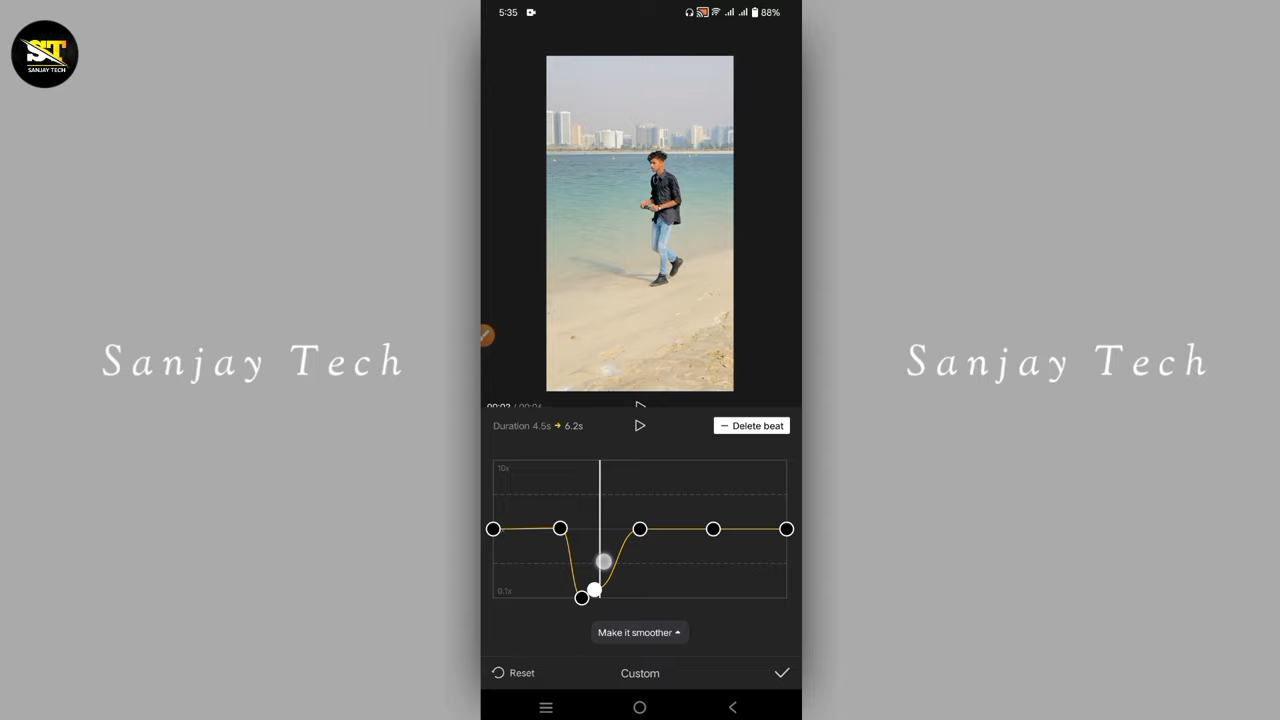 5:35
88%
ST
SANJAY TECH
Sanjay Tech
Sanjay Tech
Duration 4.5s → 6.2s
− Delete beat
10x
0.1x
Make it smoother
Reset
Custom